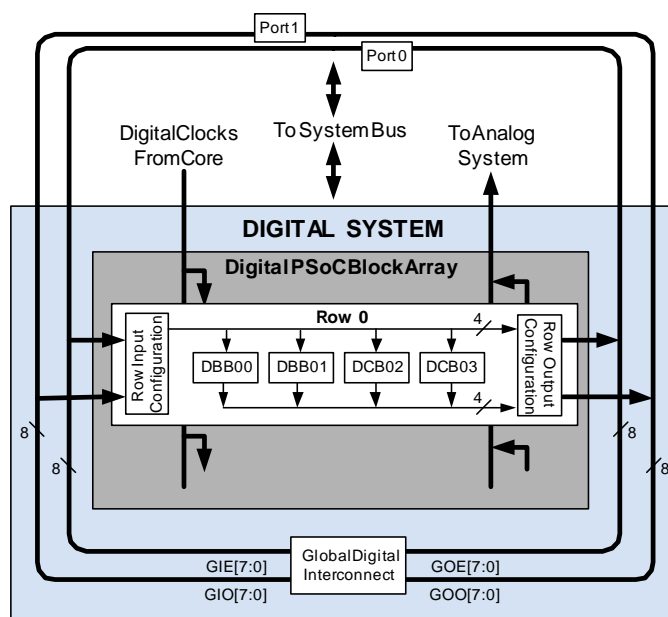 Port1
Port0
DigitalClocks
FromCore
ToSystemBus
ToAnalog
System
DIGITAL SYSTEM
DigitalPSoCBlockArray
Row Input
Configuration
Row 0
4
DBB00
DBB01
DCB02
DCB03
4
Row Output
Configuration
8
8
8
8
GIE[7:0]
GIO[7:0]
GlobalDigital
Interconnect
GOE[7:0]
GOO[7:0]